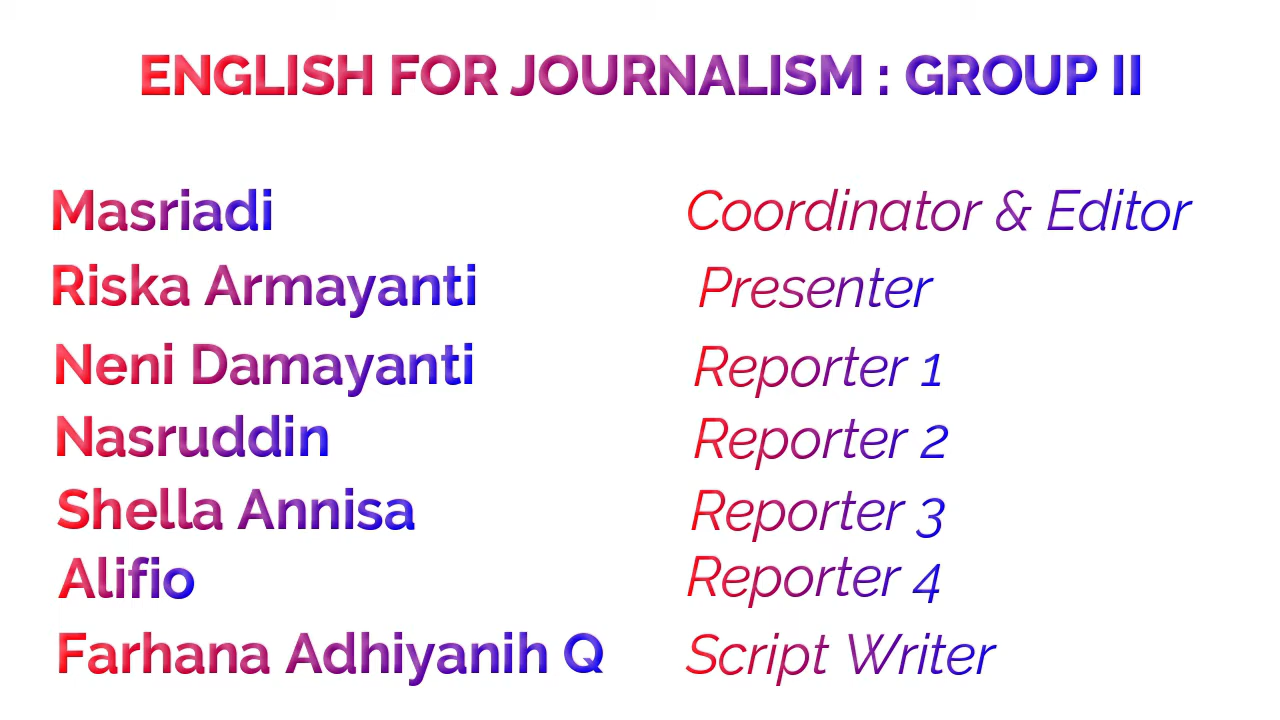 ENGLISH FOR JOURNALISM : GROUP II
Masriadi Coordinator & Editor
Riska Armayanti Presenter
Neni Damayanti Reporter 1
Nasruddin Reporter 2
Shella Annisa Reporter 3
Alifio Reporter 4
Farhana Adhiyanih Q Script Writer